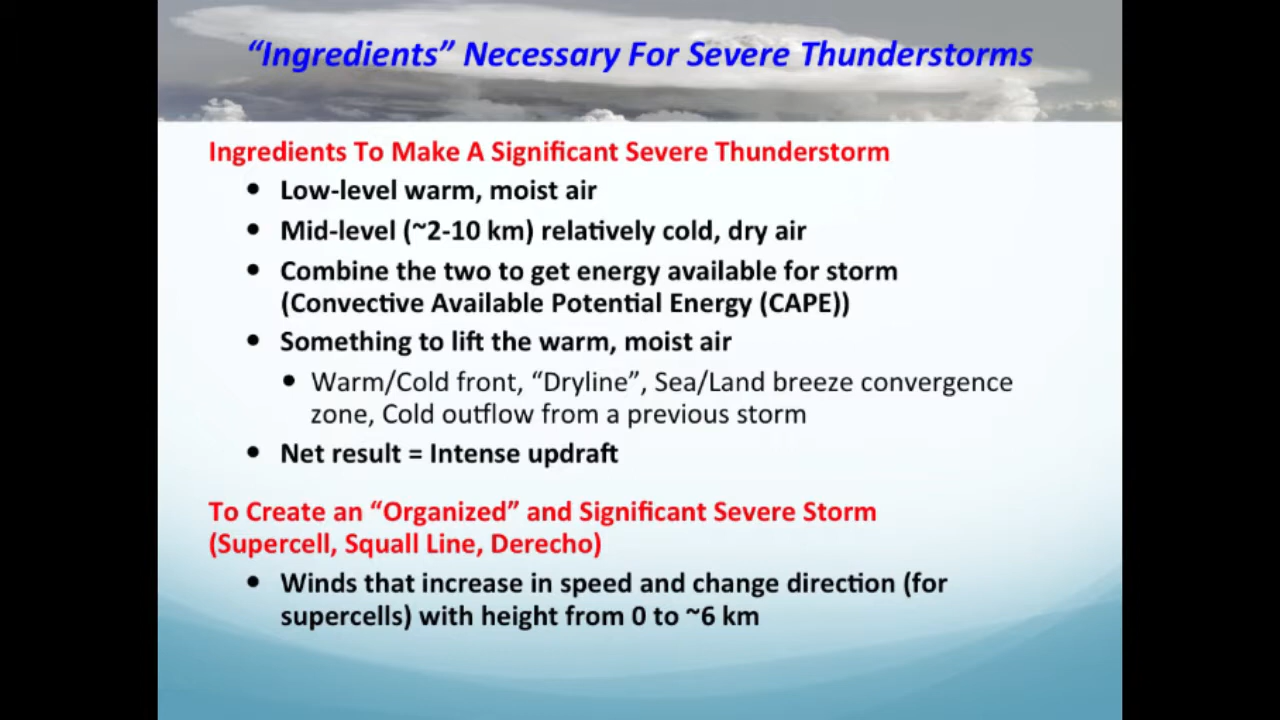 “Ingredients” Necessary For Severe Thunderstorms
Ingredients To Make A Significant Severe Thunderstorm
• Low-level warm, moist air
• Mid-level (~2-10 km) relatively cold, dry air
• Combine the two to get energy available for storm
(Convective Available Potential Energy (CAPE))
• Something to lift the warm, moist air
• Warm/Cold front, “Dryline”, Sea/Land breeze convergence
zone, Cold outflow from a previous storm
• Net result = Intense updraft
To Create an “Organized” and Significant Severe Storm
(Supercell, Squall Line, Derecho)
• Winds that increase in speed and change direction (for
supercells) with height from 0 to ~6 km